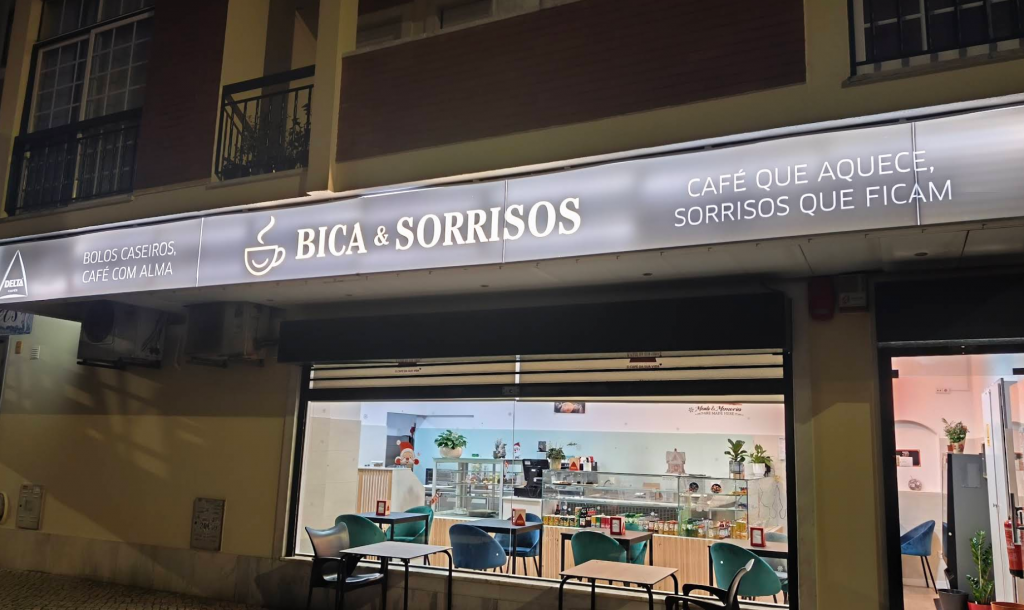 DELTA
BOLOS CASEIROS,
CAFÉ COM ALMA
BICA & SORRISOS
CAFÉ QUE AQUECE,
SORRISOS QUE FICAM